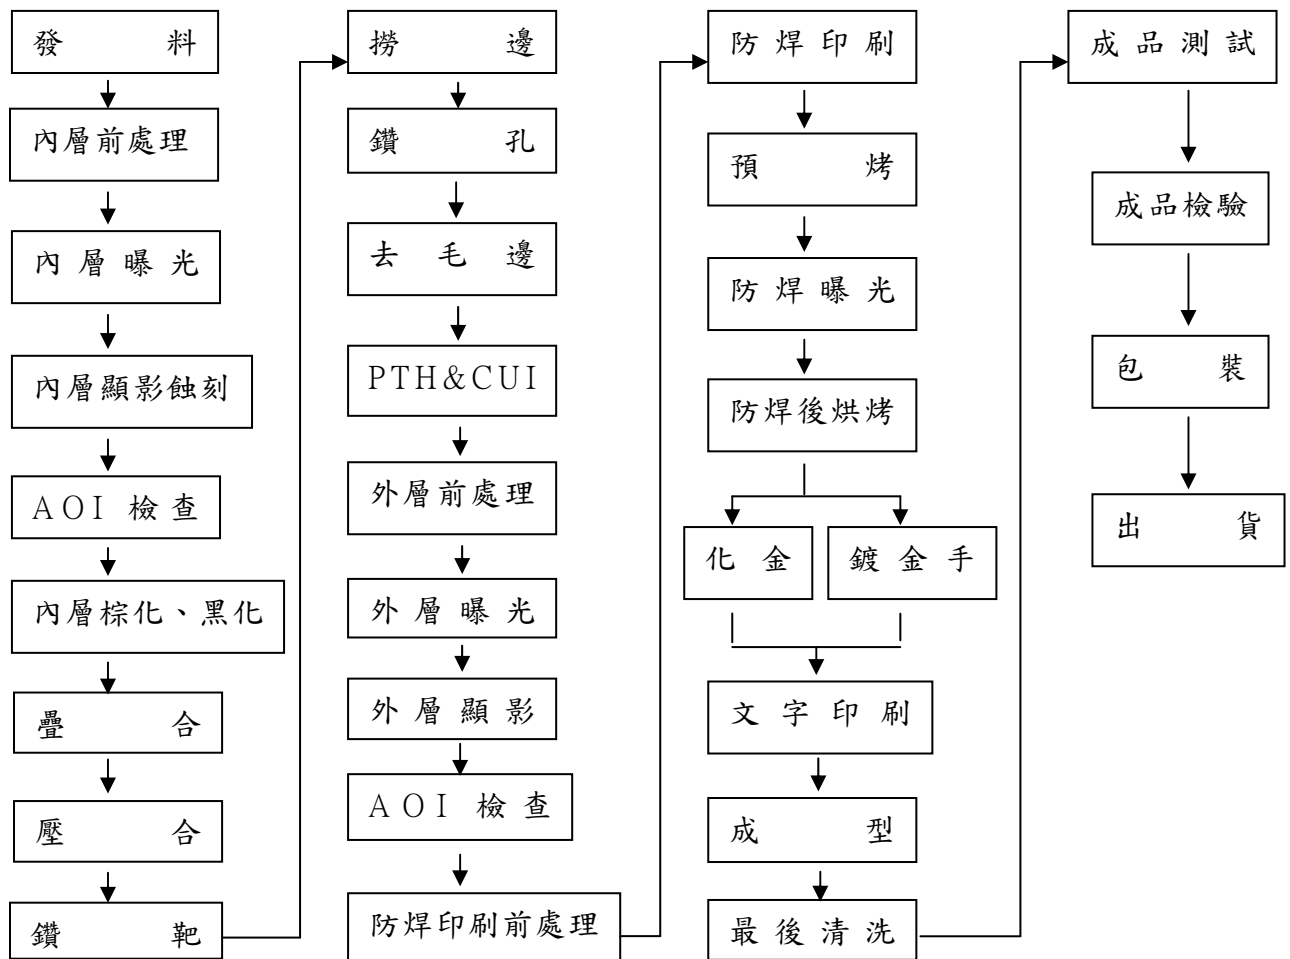 發料
內層前處理
內層曝光
內層顯影蝕刻
AOI 檢查
內層棕化、黑化
疊合
壓合
鑽靶
撈邊
鑽孔
去毛邊
PTH&CUI
外層前處理
外層曝光
外層顯影
AOI 檢查
防焊印刷前處理
防焊印刷
預烤
防焊曝光
防焊後烘烤
化金
鍍金手
文字印刷
成型
最後清洗
成品測試
成品檢驗
包裝
出貨